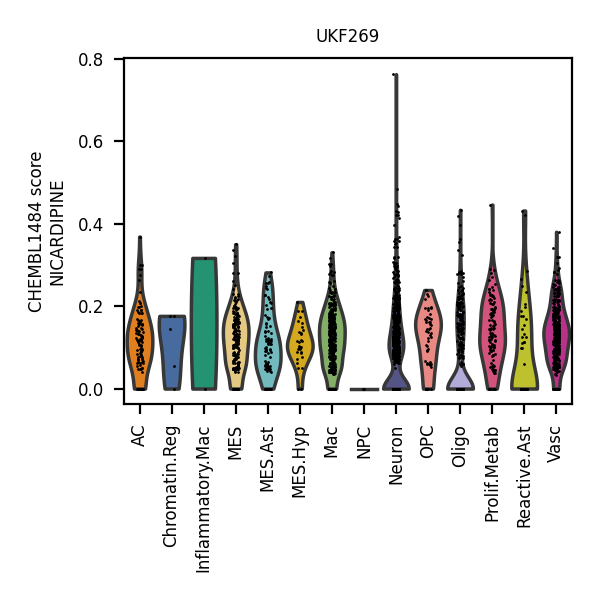 UKF269
CHEMBL1484 score
NICARDIPINE
0.8
0.6
0.4
0.2
0.0
AC
Chromatin.Reg
Inflammatory.Mac
MES
MES.Ast
MES.Hyp
Mac
NPC
Neuron
OPC
Oligo
Prolif.Metab
Reactive.Ast
Vasc